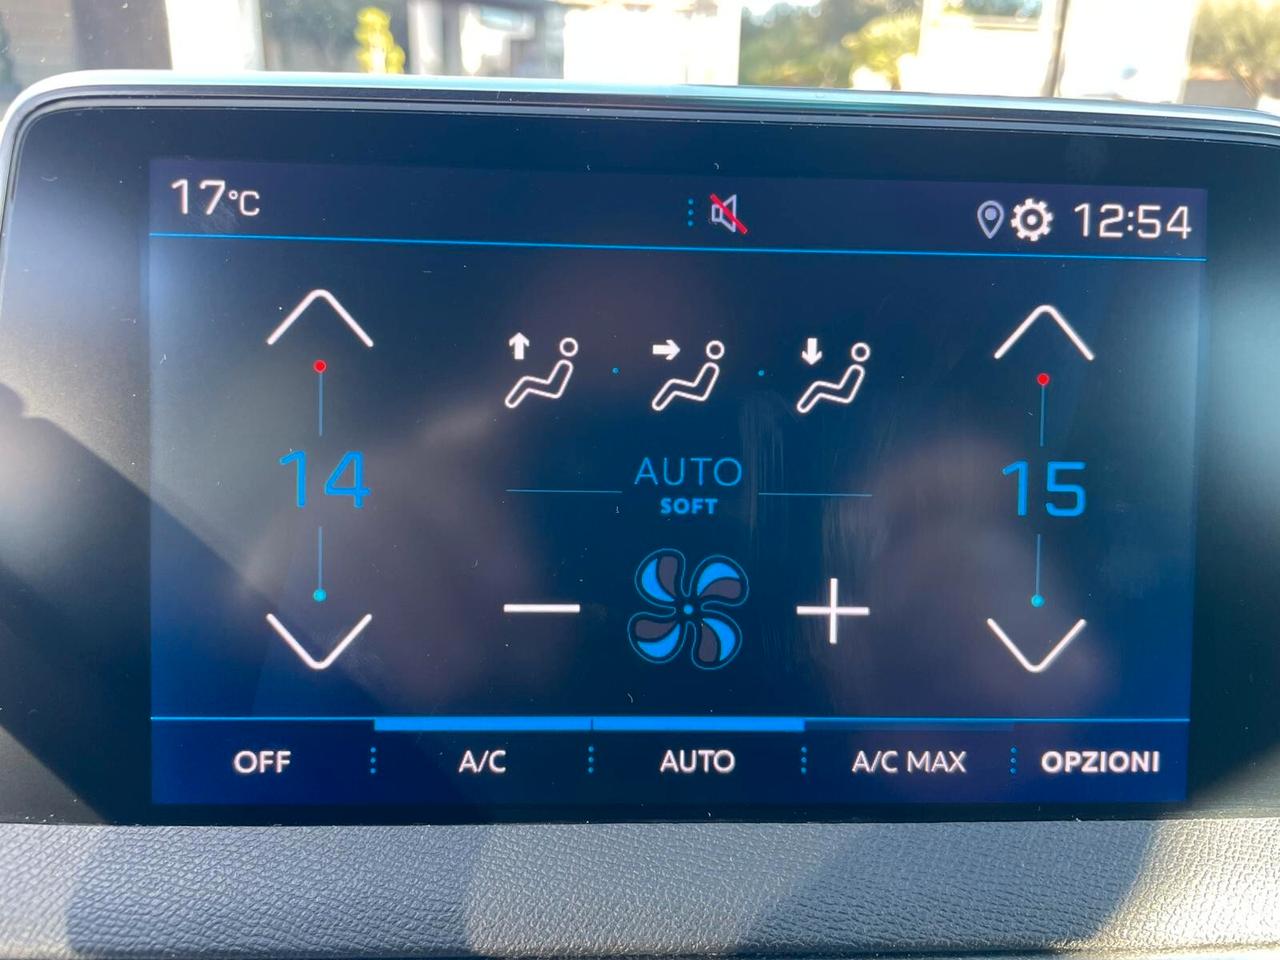 17°C 12:54
14 AUTO 15
SOFT
OFF A/C AUTO A/C MAX OPZIONI